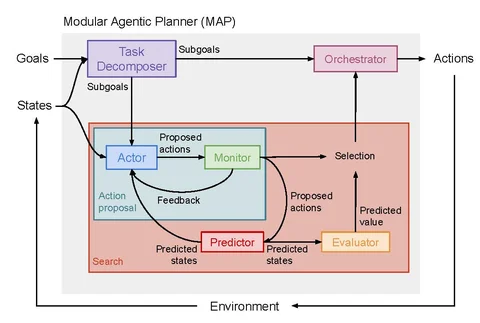 Modular Agentic Planner (MAP)
Goals
Task
Decomposer
Subgoals
Orchestrator
Actions
States
Subgoals
Actor
Proposed
actions
Monitor
Selection
Feedback
Action
proposal
Proposed
actions
Predicted
value
Predicted
states
Predictor
Predicted
states
Evaluator
Search
Environment